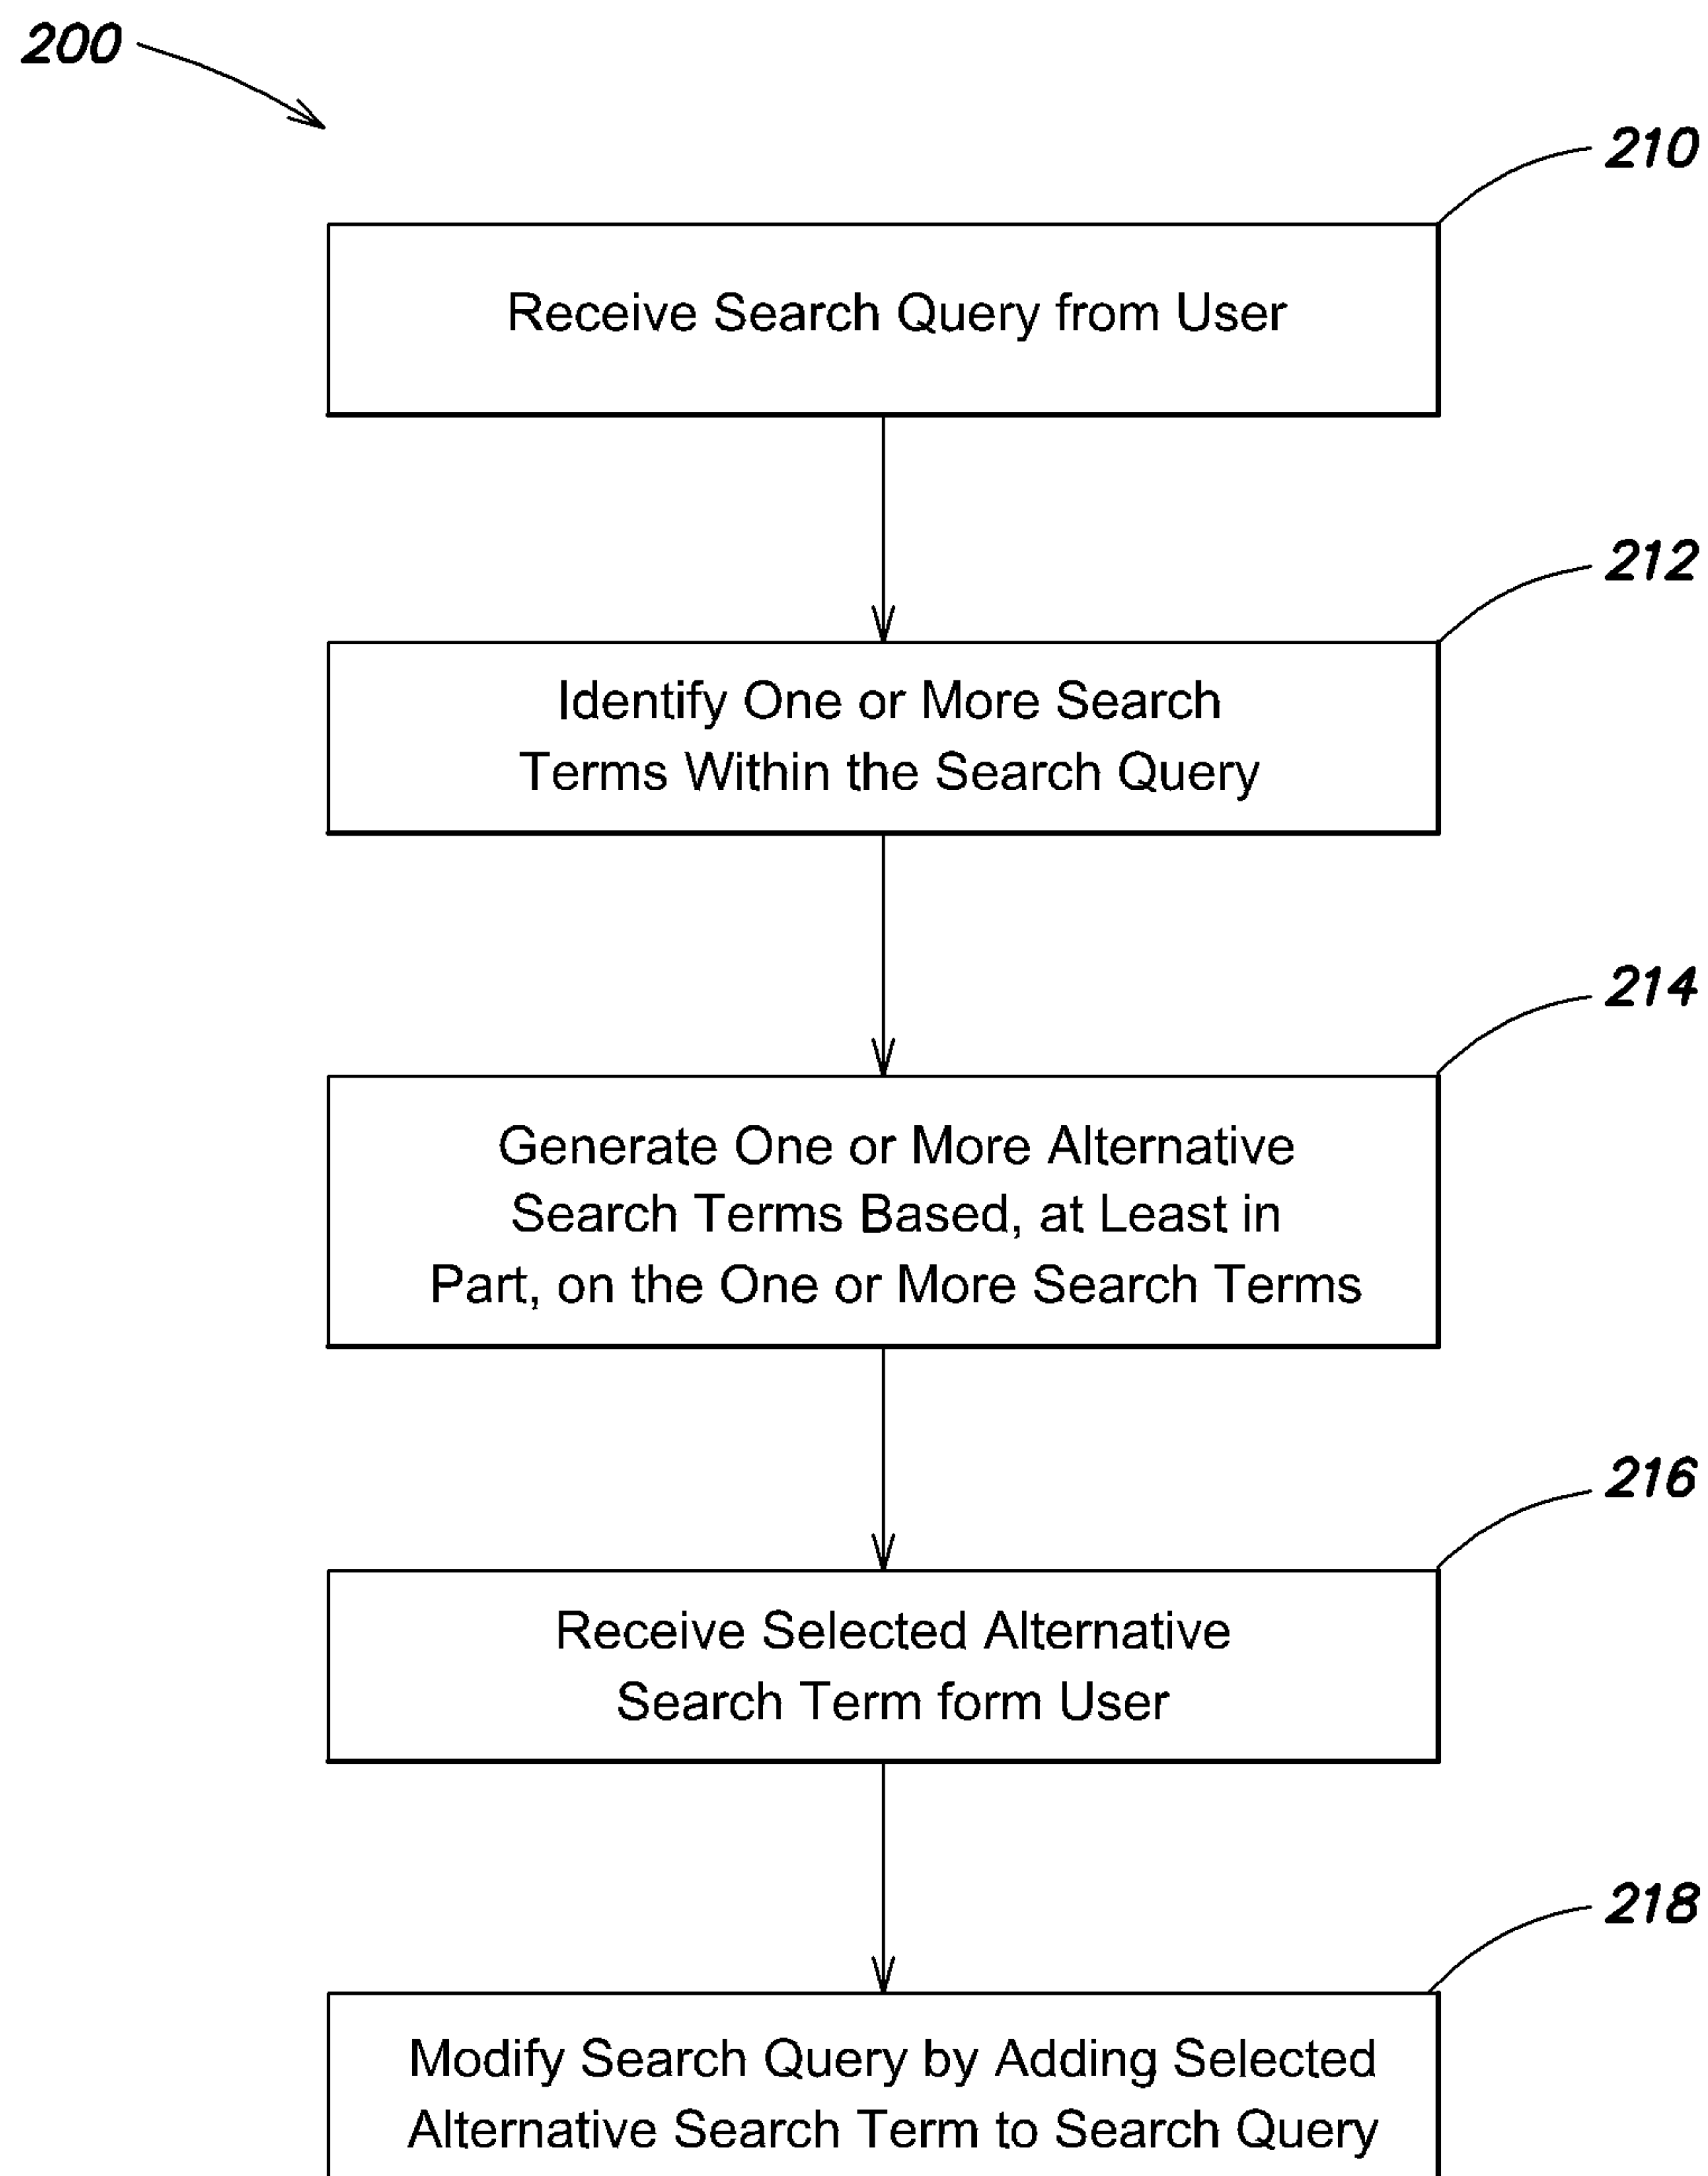 200
210
Receive Search Query from User
212
Identify One or More Search
Terms Within the Search Query
214
Generate One or More Alternative
Search Terms Based, at Least in
Part, on the One or More Search Terms
216
Receive Selected Alternative
Search Term form User
218
Modify Search Query by Adding Selected
Alternative Search Term to Search Query